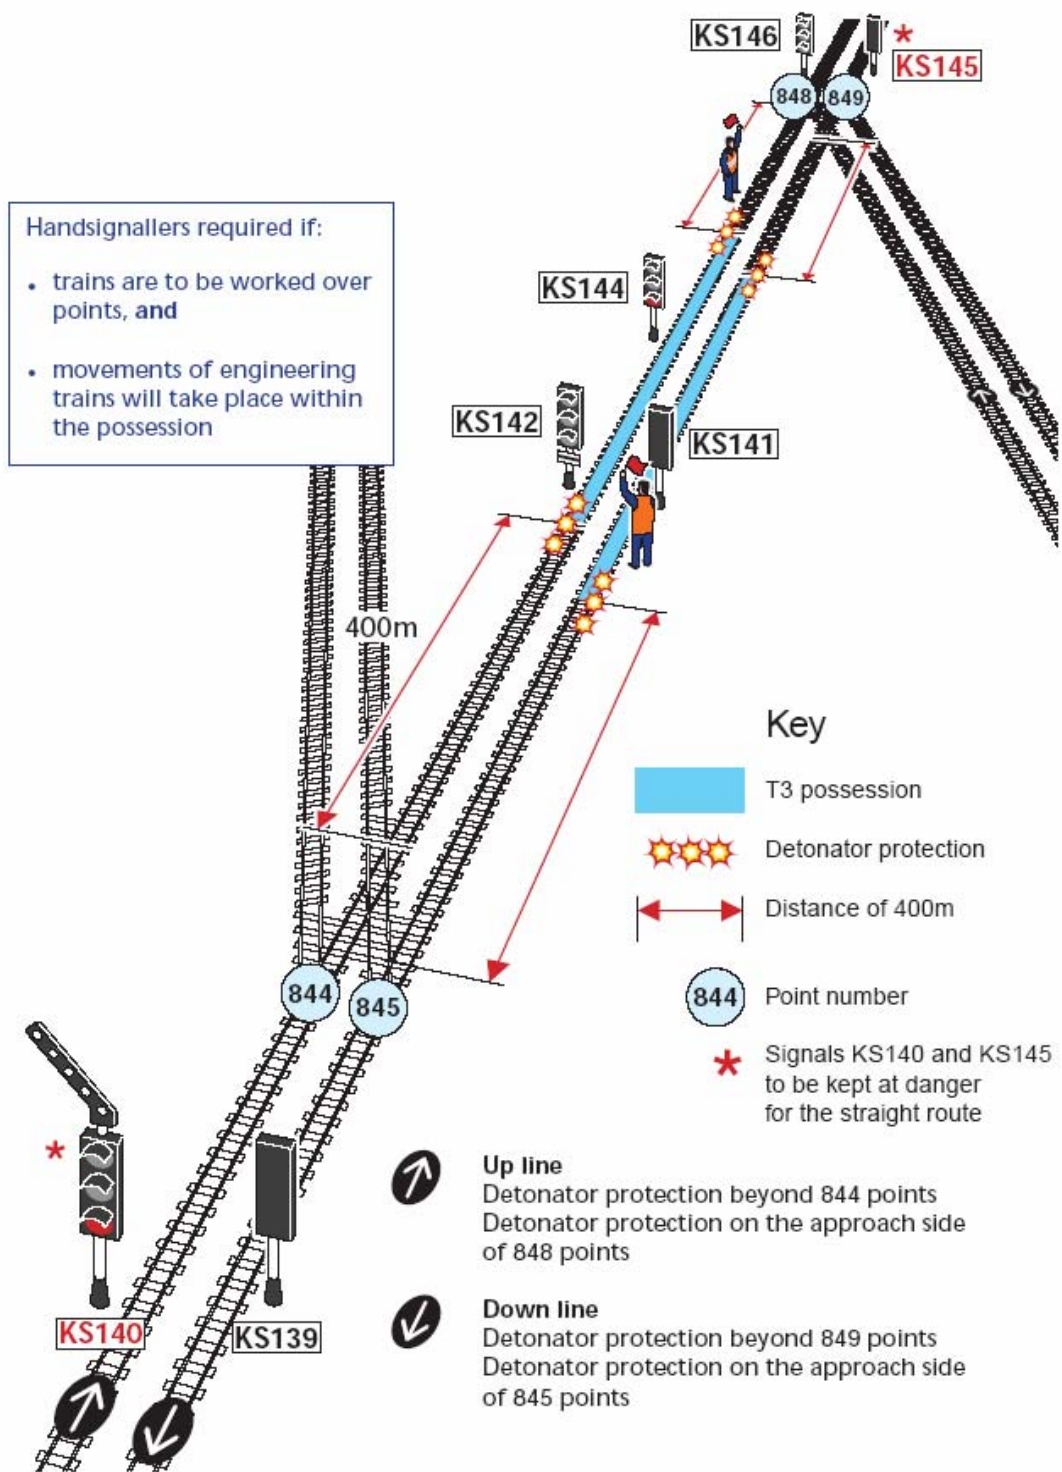 KS146
KS145
848
849
Handsignallers required if:
• trains are to be worked over
points, and
• movements of engineering
trains will take place within
the possession
KS144
KS142
KS141
400m
Key
T3 possession
Detonator protection
Distance of 400m
844
Point number
* Signals KS140 and KS145
to be kept at danger
for the straight route
844
845
KS140
KS139
Up line
Detonator protection beyond 844 points
Detonator protection on the approach side
of 848 points
Down line
Detonator protection beyond 849 points
Detonator protection on the approach side
of 845 points